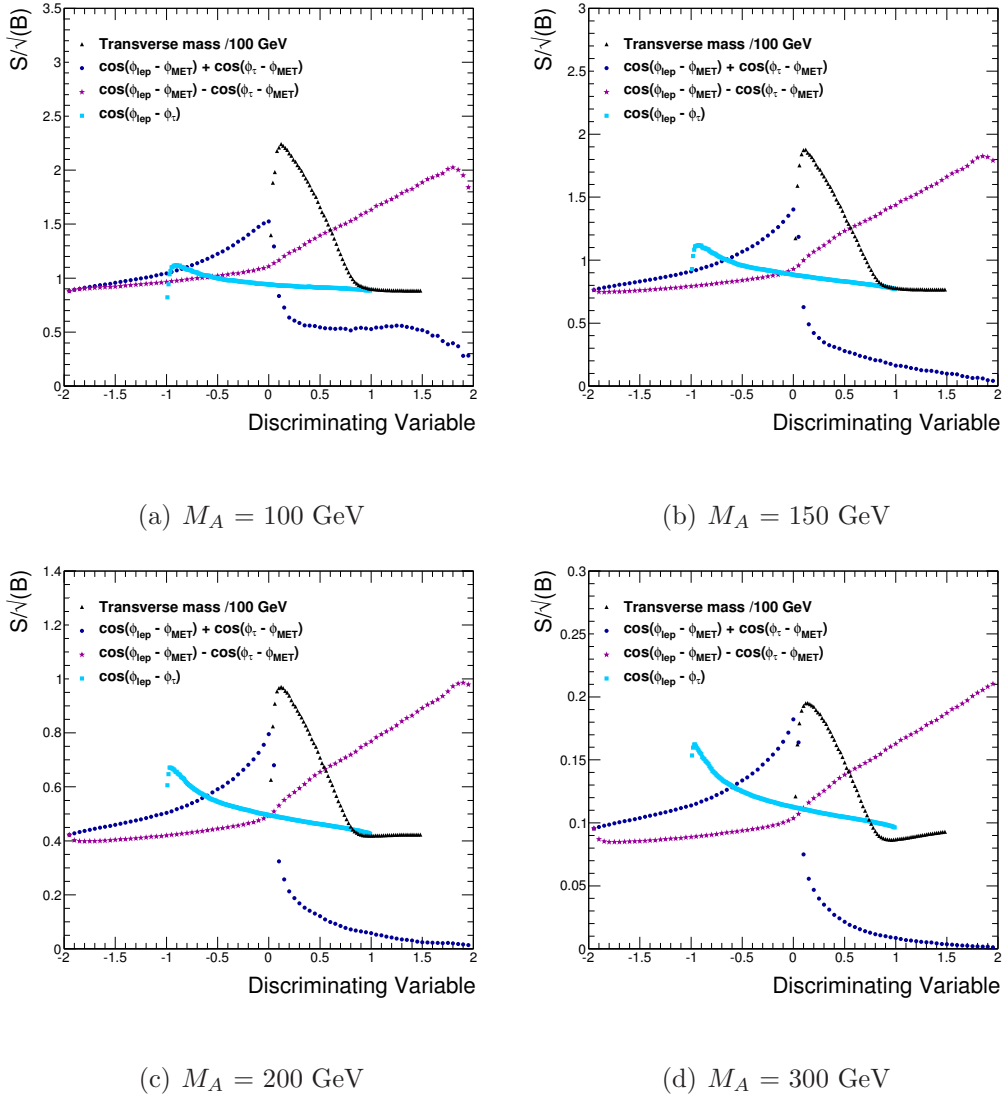 S/√(B)
3.5
3
2.5
2
1.5
1
0.5
0
Transverse mass /100 GeV
cos(ϕlep - ϕMET) + cos(ϕτ - ϕMET)
cos(ϕlep - ϕMET) - cos(ϕτ - ϕMET)
cos(ϕlep - ϕτ)
-2 -1.5 -1 -0.5 0 0.5 1 1.5 2
Discriminating Variable
(a) MA = 100 GeV
S/√(B)
3
2.5
2
1.5
1
0.5
0
Transverse mass /100 GeV
cos(ϕlep - ϕMET) + cos(ϕτ - ϕMET)
cos(ϕlep - ϕMET) - cos(ϕτ - ϕMET)
cos(ϕlep - ϕτ)
-2 -1.5 -1 -0.5 0 0.5 1 1.5 2
Discriminating Variable
(b) MA = 150 GeV
S/√(B)
1.4
1.2
1
0.8
0.6
0.4
0.2
0
Transverse mass /100 GeV
cos(ϕlep - ϕMET) + cos(ϕτ - ϕMET)
cos(ϕlep - ϕMET) - cos(ϕτ - ϕMET)
cos(ϕlep - ϕτ)
-2 -1.5 -1 -0.5 0 0.5 1 1.5 2
Discriminating Variable
(c) MA = 200 GeV
S/√(B)
0.3
0.25
0.2
0.15
0.1
0.05
0
Transverse mass /100 GeV
cos(ϕlep - ϕMET) + cos(ϕτ - ϕMET)
cos(ϕlep - ϕMET) - cos(ϕτ - ϕMET)
cos(ϕlep - ϕτ)
-2 -1.5 -1 -0.5 0 0.5 1 1.5 2
Discriminating Variable
(d) MA = 300 GeV